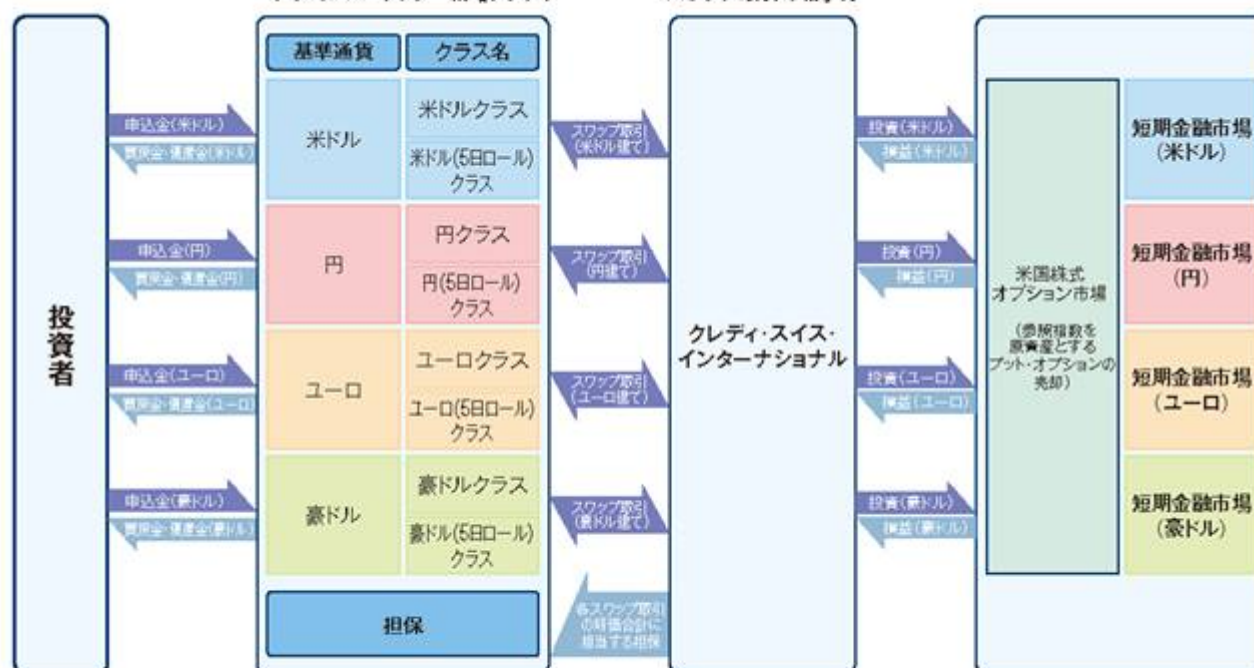 投資者
申込金(米ドル)
買戻金・償還金(米ドル)
申込金(円)
買戻金・償還金(円)
申込金(ユーロ)
買戻金・償還金(ユーロ)
申込金(豪ドル)
買戻金・償還金(豪ドル)
基準通貨
クラス名
米ドル
米ドルクラス
米ドル(5日ロール)
クラス
円
円クラス
円(5日ロール)
クラス
ユーロ
ユーロクラス
ユーロ(5日ロール)
クラス
豪ドル
豪ドルクラス
豪ドル(5日ロール)
クラス
担保
スワップ取引
(米ドル建て)
スワップ取引
(円建て)
スワップ取引
(ユーロ建て)
スワップ取引
(豪ドル建て)
各スワップ取引
の時価合計に
相当する担保
クレディ・スイス・
インターナショナル
投資(米ドル)
損益(米ドル)
投資(円)
損益(円)
投資(ユーロ)
損益(ユーロ)
投資(豪ドル)
損益(豪ドル)
米国株式
オプション市場
(参照指数を
原資産とする
プット・オプションの
売却)
短期金融市場
(米ドル)
短期金融市場
(円)
短期金融市場
(ユーロ)
短期金融市場
(豪ドル)